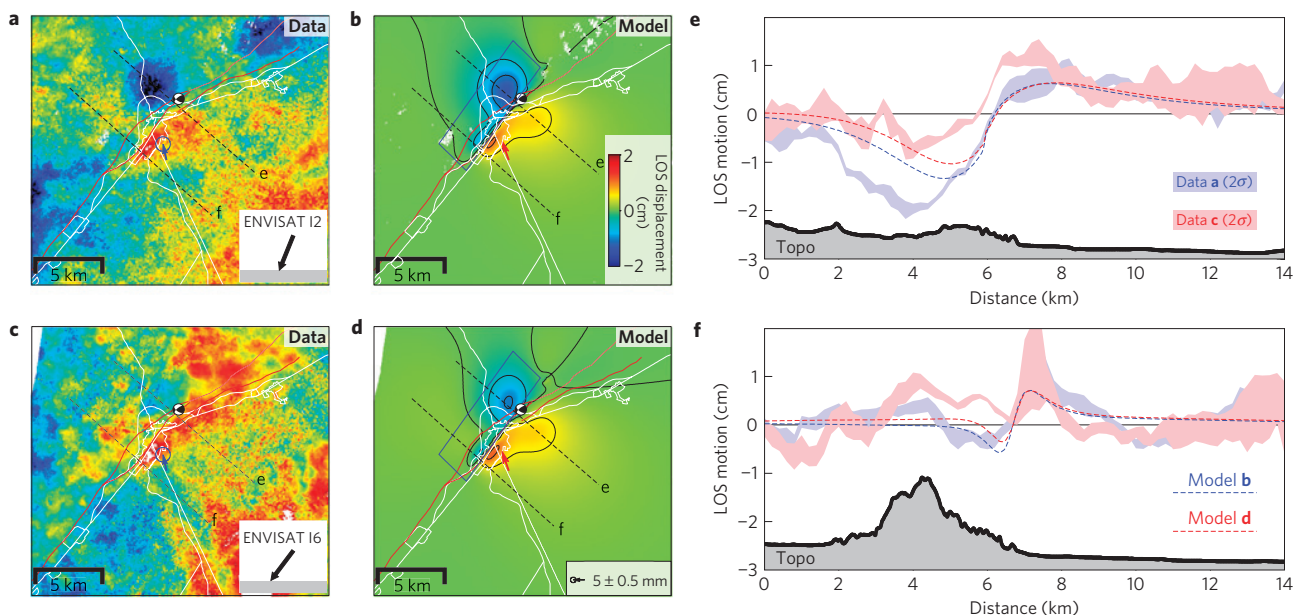 a
Data
e
f
ENVISAT I2
5 km
b
Model
e
f
2
0
−2
LOS displacement
(cm)
5 km
c
Data
e
f
ENVISAT I6
5 km
d
Model
Q
e
f
5 km
5 ± 0.5 mm
e
LOS motion (cm)
1
0
−1
−2
−3
Data a (2σ)
Data c (2σ)
Topo
0 2 4 6 8 10 12 14
Distance (km)
f
LOS motion (cm)
1
0
−1
−2
−3
Model b
Model d
Topo
0 2 4 6 8 10 12 14
Distance (km)